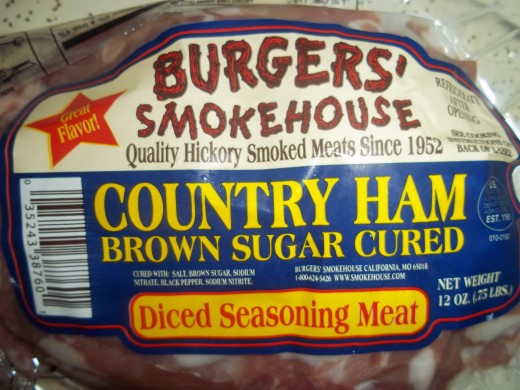 BURGERS'
SMOKEHOUSE
Great
Flavor!
Quality Hickory Smoked Meats Since 1952
REFRIGERATE
AFTER
OPENING
SEE COOKING
INSTRUCTIONS ON
BACK OF LABEL
COUNTRY HAM
BROWN SUGAR CURED
EST.
CURED WITH: SALT, BROWN SUGAR, SODIUM
NITRATE, BLACK PEPPER, SODIUM NITRITE.
BURGERS' SMOKEHOUSE CALIFORNIA, MO 65018
1-800-624-5426 WWW.SMOKEHOUSE.COM
NET WEIGHT
12 OZ. (.75 LBS.)
Diced Seasoning Meat
0 35243 38760